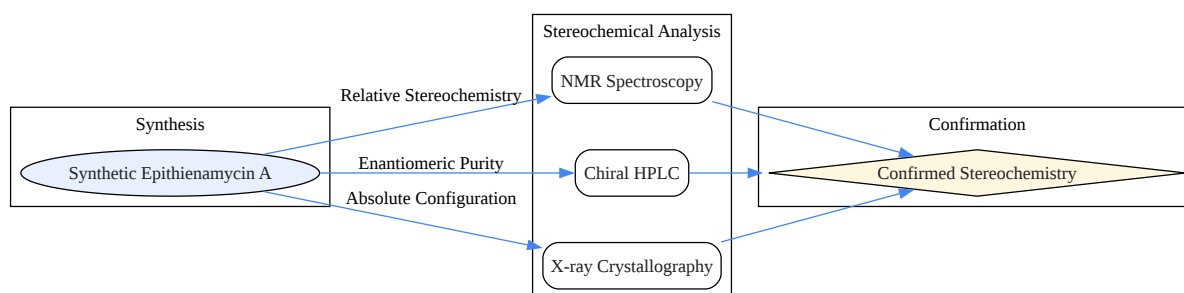 Stereochemical Analysis
NMR Spectroscopy
Relative Stereochemistry
Synthesis
Confirmation
Enantiomeric Purity
Synthetic Epithienamycin A
Chiral HPLC
Confirmed Stereochemistry
Absolute Configuration
X-ray Crystallography